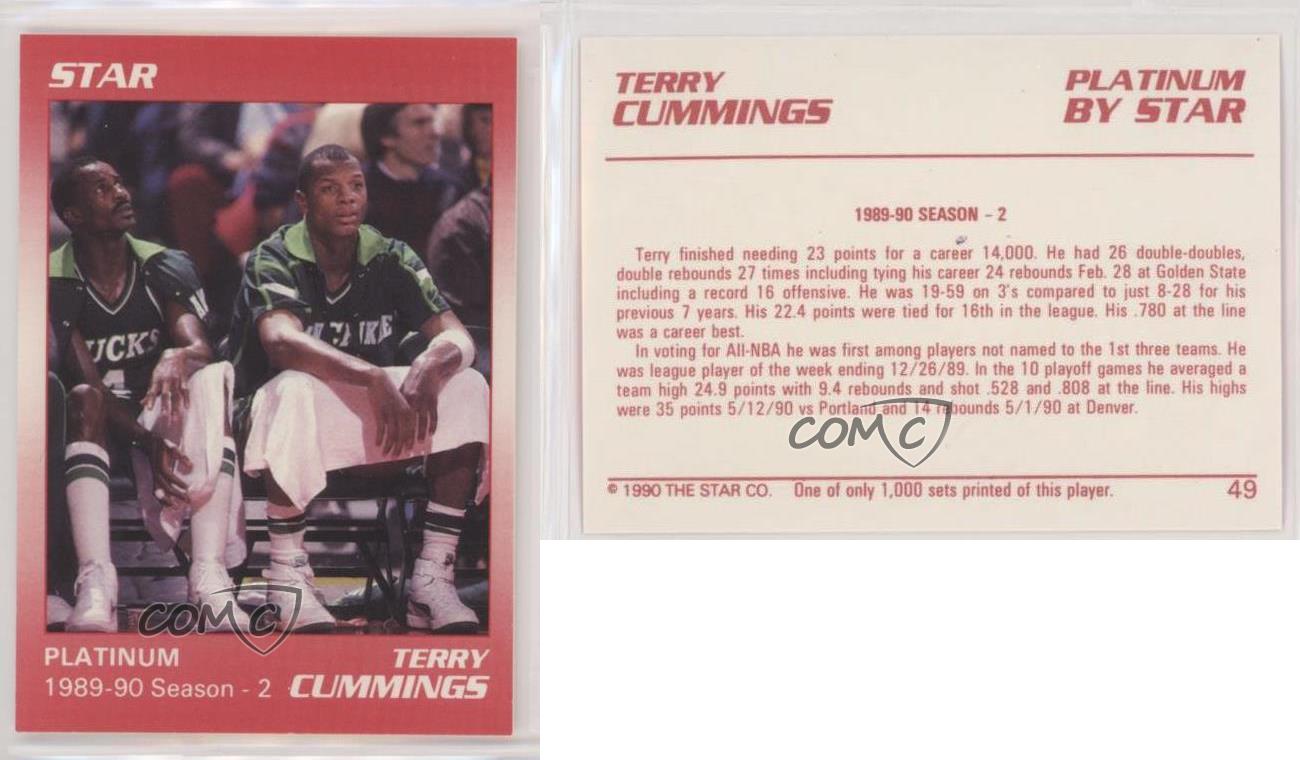 STAR
UCKS
4
PLATINUM
1989-90 Season - 2
TERRY
CUMMINGS
COMC
TERRY
CUMMINGS
PLATINUM
BY STAR
1989-90 SEASON - 2
Terry finished needing 23 points for a career 14,000. He had 26 double-doubles,
double rebounds 27 times including tying his career 24 rebounds Feb. 28 at Golden State
including a record 16 offensive. He was 19-59 on 3's compared to just 8-28 for his
previous 7 years. His 22.4 points were tied for 16th in the league. His .780 at the line
was a career best.
In voting for All-NBA he was first among players not named to the 1st three teams. He
was league player of the week ending 12/26/89. In the 10 playoff games he averaged a
team high 24.9 points with 9.4 rebounds and shot .528 and .808 at the line. His highs
were 35 points 5/12/90 vs Portland and 14 rebounds 5/1/90 at Denver.
COMC
© 1990 THE STAR CO. One of only 1,000 sets printed of this player. 49